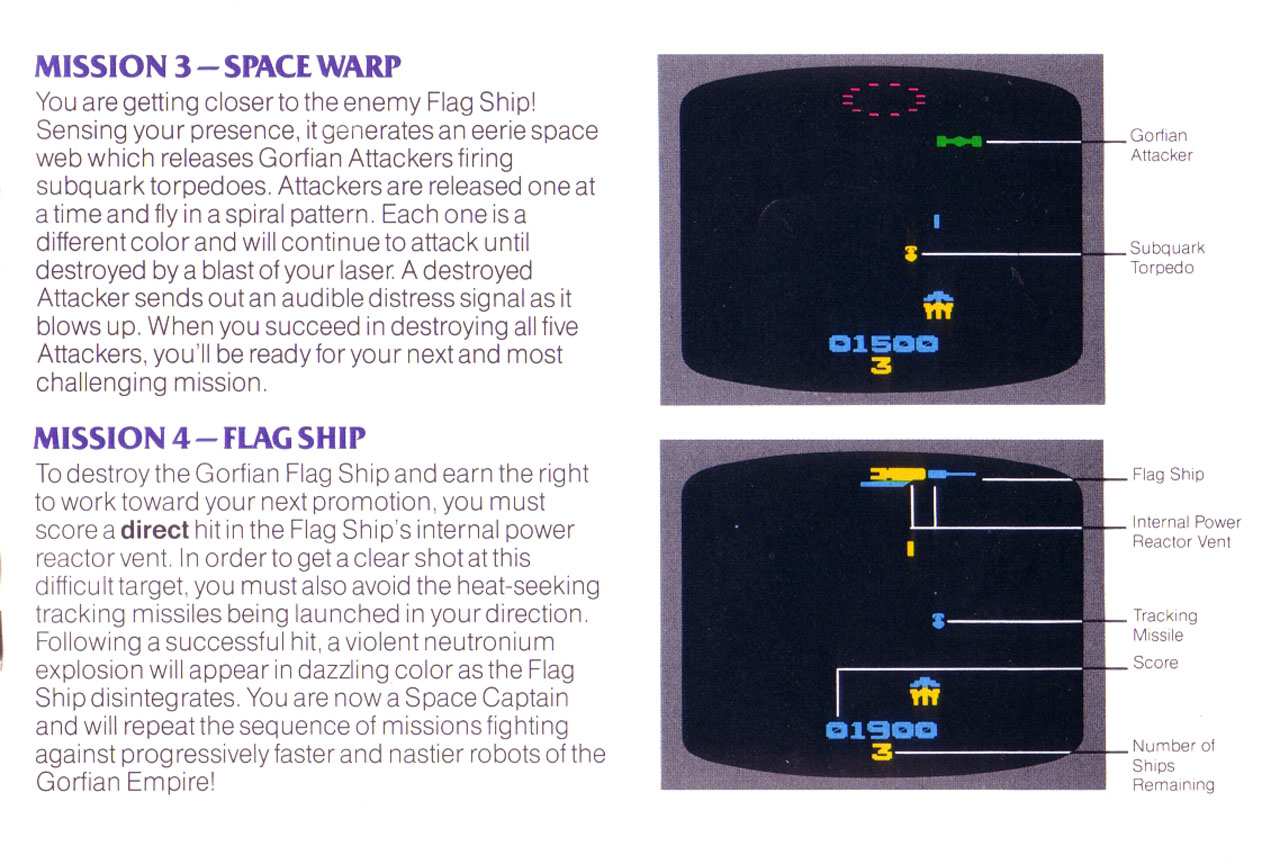 MISSION 3 – SPACE WARP
You are getting closer to the enemy Flag Ship!
Sensing your presence, it generates an eerie space
web which releases Gorfian Attackers firing
subquark torpedoes. Attackers are released one at
a time and fly in a spiral pattern. Each one is a
different color and will continue to attack until
destroyed by a blast of your laser. A destroyed
Attacker sends out an audible distress signal as it
blows up. When you succeed in destroying all five
Attackers, you'll be ready for your next and most
challenging mission.
Gorfian
Attacker
Subquark
Torpedo
01500
3
MISSION 4 – FLAG SHIP
To destroy the Gorfian Flag Ship and earn the right
to work toward your next promotion, you must
score a direct hit in the Flag Ship's internal power
reactor vent. In order to get a clear shot at this
difficult target, you must also avoid the heat-seeking
tracking missiles being launched in your direction.
Following a successful hit, a violent neutronium
explosion will appear in dazzling color as the Flag
Ship disintegrates. You are now a Space Captain
and will repeat the sequence of missions fighting
against progressively faster and nastier robots of the
Gorfian Empire!
Flag Ship
Internal Power
Reactor Vent
Tracking
Missile
Score
01900
3
Number of
Ships
Remaining